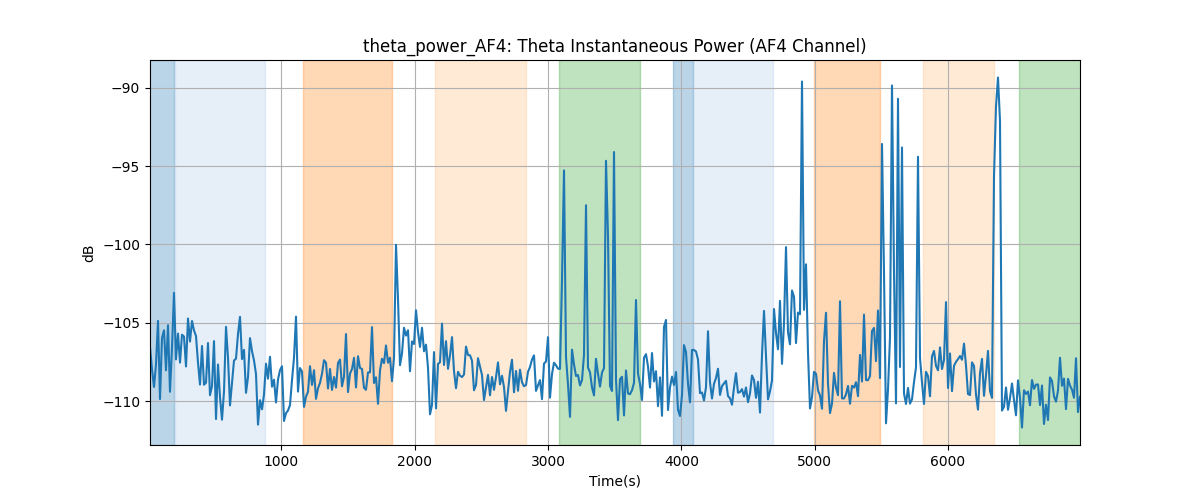 theta_power_AF4: Theta Instantaneous Power (AF4 Channel)
dB
−90
−95
−100
−105
−110
1000 2000 3000 4000 5000 6000
Time(s)